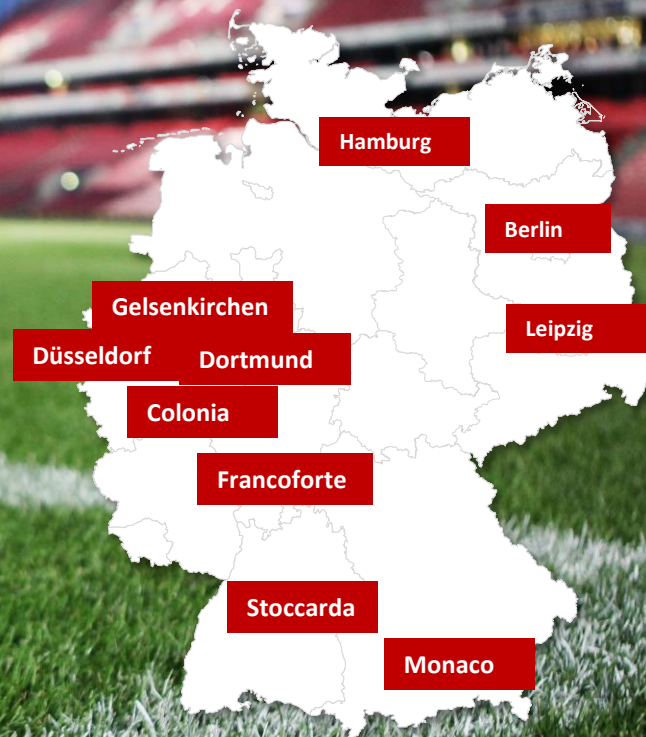 Hamburg
Berlin
Gelsenkirchen
Leipzig
Düsseldorf
Dortmund
Colonia
Francoforte
Stoccarda
Monaco